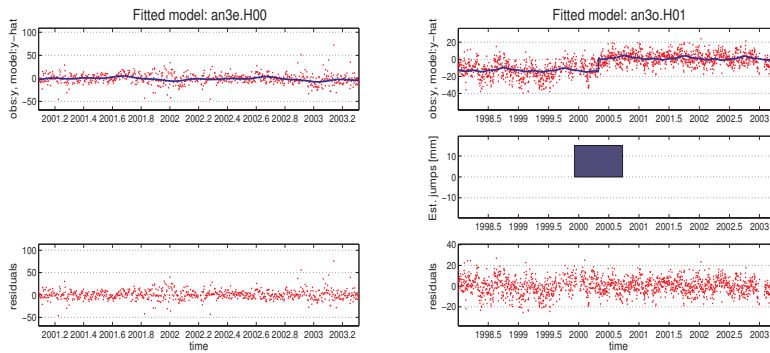 Fitted model: an3e.H00
obs:y, model:y−hat
100
50
0
−50
2001.2 2001.4 2001.6 2001.8 2002 2002.2 2002.4 2002.6 2002.8 2003 2003.2
residuals
100
50
0
−50
2001.2 2001.4 2001.6 2001.8 2002 2002.2 2002.4 2002.6 2002.8 2003 2003.2
time
Fitted model: an3o.H01
obs:y, model:y−hat
20
0
−20
−40
1998.5 1999 1999.5 2000 2000.5 2001 2001.5 2002 2002.5 2003
Est. jumps [mm]
10
0
−10
1998.5 1999 1999.5 2000 2000.5 2001 2001.5 2002 2002.5 2003
residuals
40
20
0
−20
1998.5 1999 1999.5 2000 2000.5 2001 2001.5 2002 2002.5 2003
time